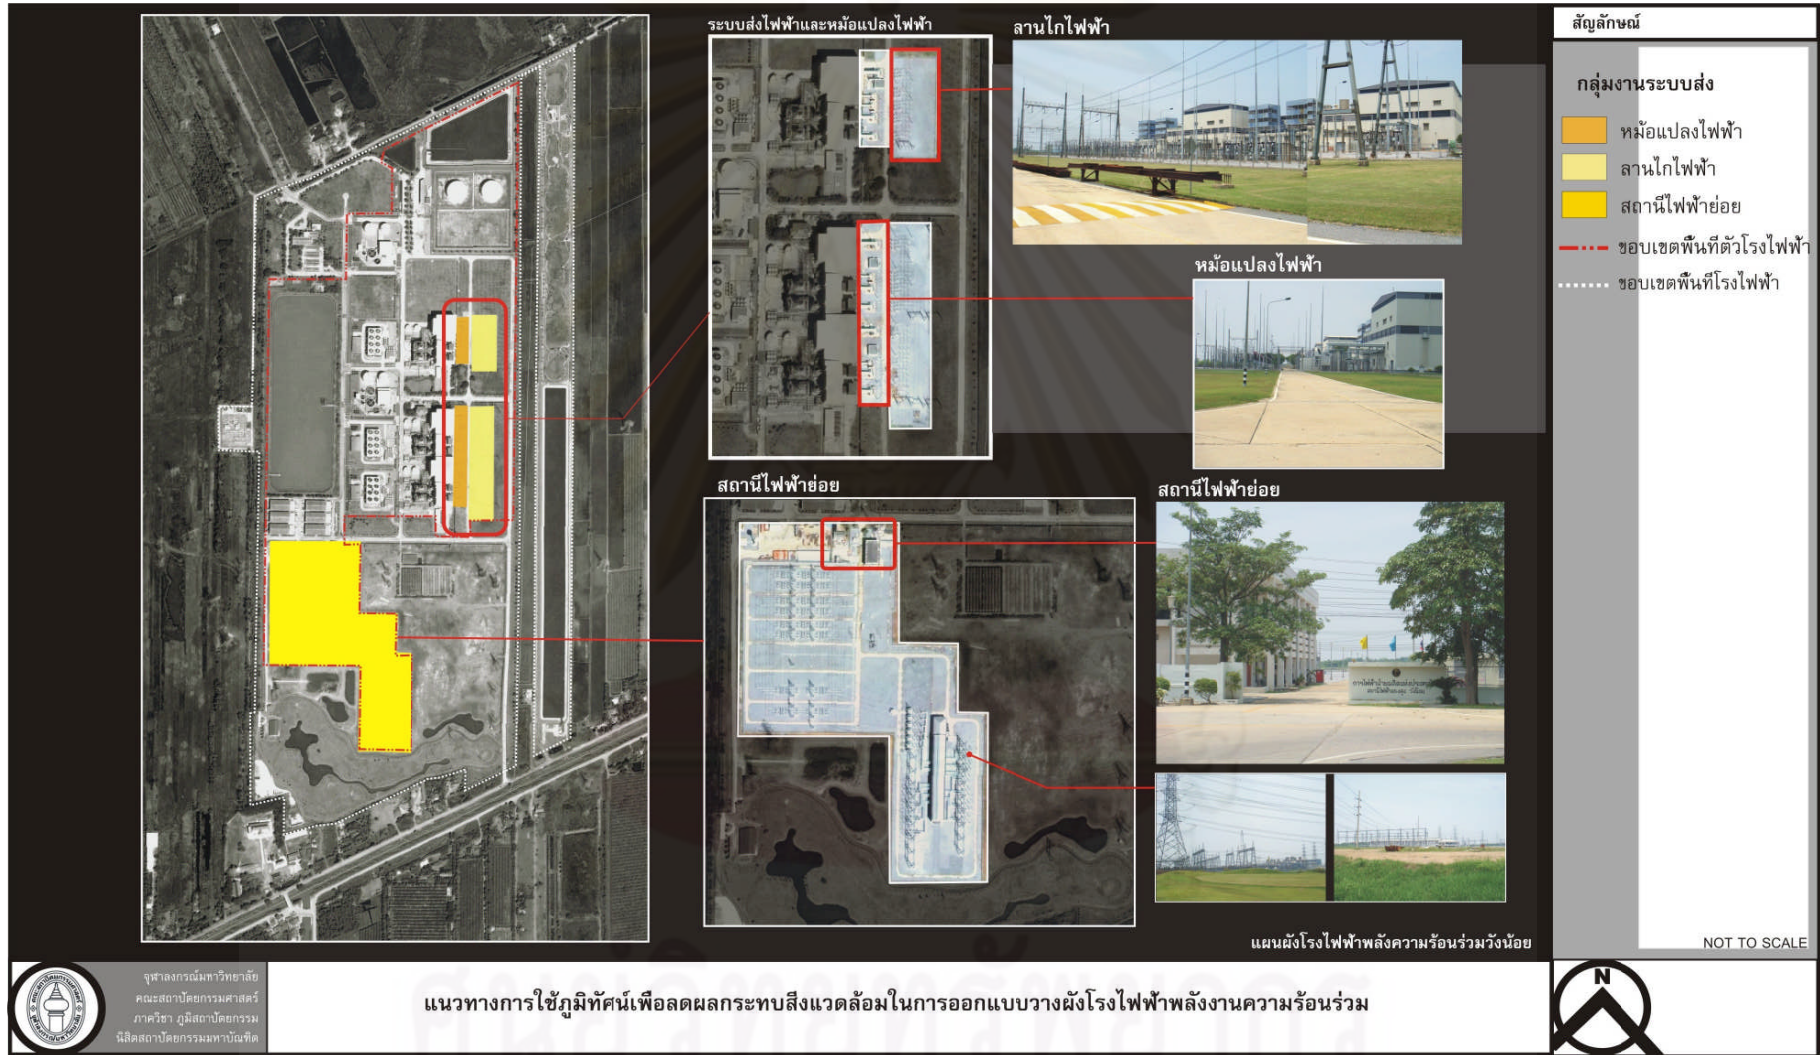 ระบบส่งไฟฟ้าและหม้อแปลงไฟฟ้า
ลานไกไฟฟ้า
หม้อแปลงไฟฟ้า
สถานีไฟฟ้าย่อย
สถานีไฟฟ้าย่อย
แผนผังโรงไฟฟ้าพลังความร้อนร่วมวังน้อย
สัญลักษณ์
กลุ่มงานระบบส่ง
หม้อแปลงไฟฟ้า
ลานไกไฟฟ้า
สถานีไฟฟ้าย่อย
ขอบเขตพื้นที่ตัวโรงไฟฟ้า
ขอบเขตพื้นที่โรงไฟฟ้า
NOT TO SCALE
จุฬาลงกรณ์มหาวิทยาลัย
คณะสถาปัตยกรรมศาสตร์
ภาควิชา ภูมิสถาปัตยกรรม
นิสิตสถาปัตยกรรมมหาบัณฑิต
แนวทางการใช้ภูมิทัศน์เพื่อลดผลกระทบสิ่งแวดล้อมในการออกแบบวางผังโรงไฟฟ้าพลังงานความร้อนร่วม
N